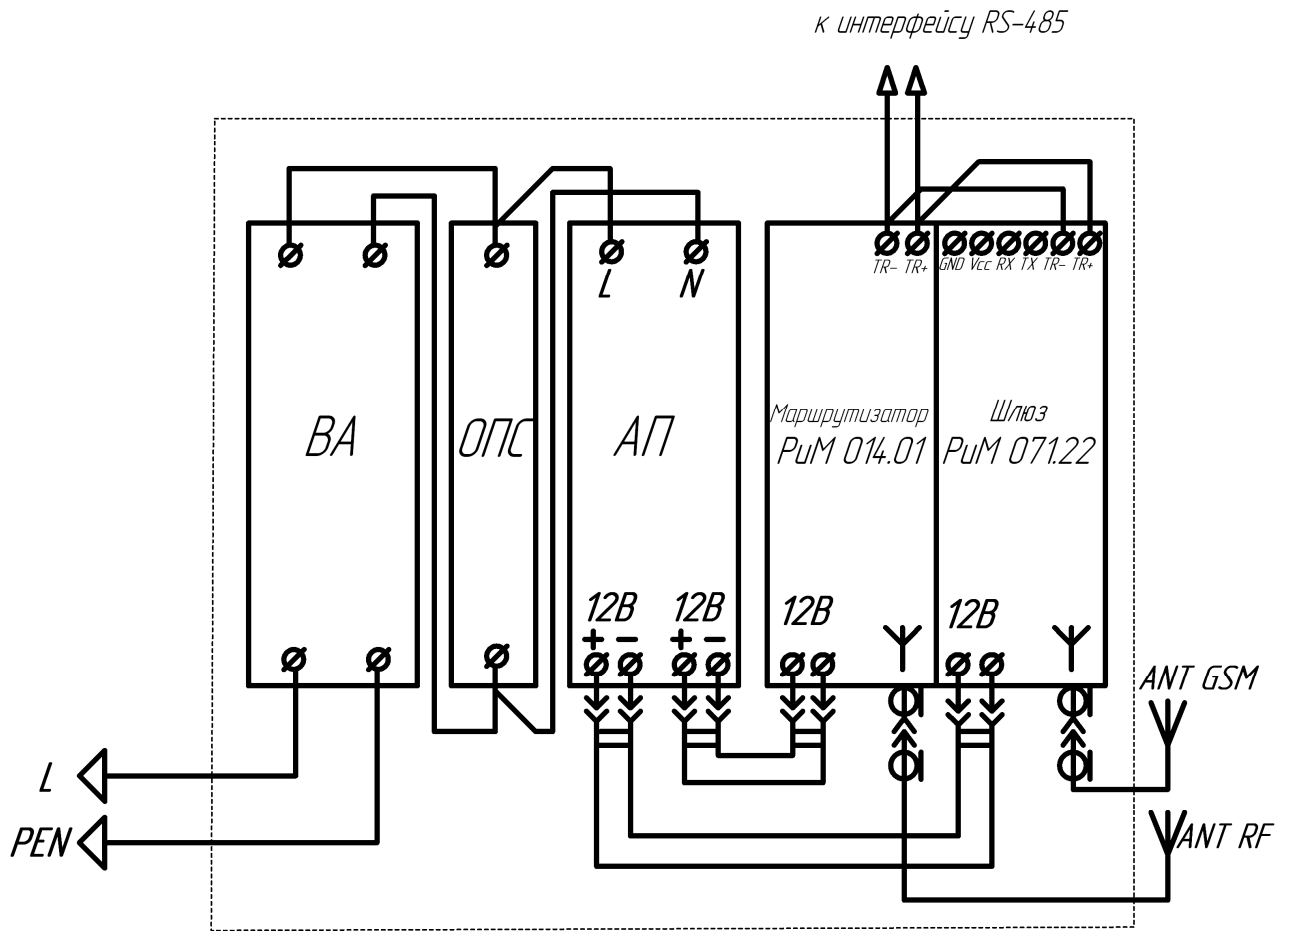 к интерфейсу RS-485
L N
TR- TR+ GND Vcc RX TX TR- TR+
ВА
ОПС
АП
Маршрутизатор
РиМ 014.01
Шлюз
РиМ 071.22
12В 12В
+ - + -
12В
12В
ANT GSM
L
PEN
ANT RF